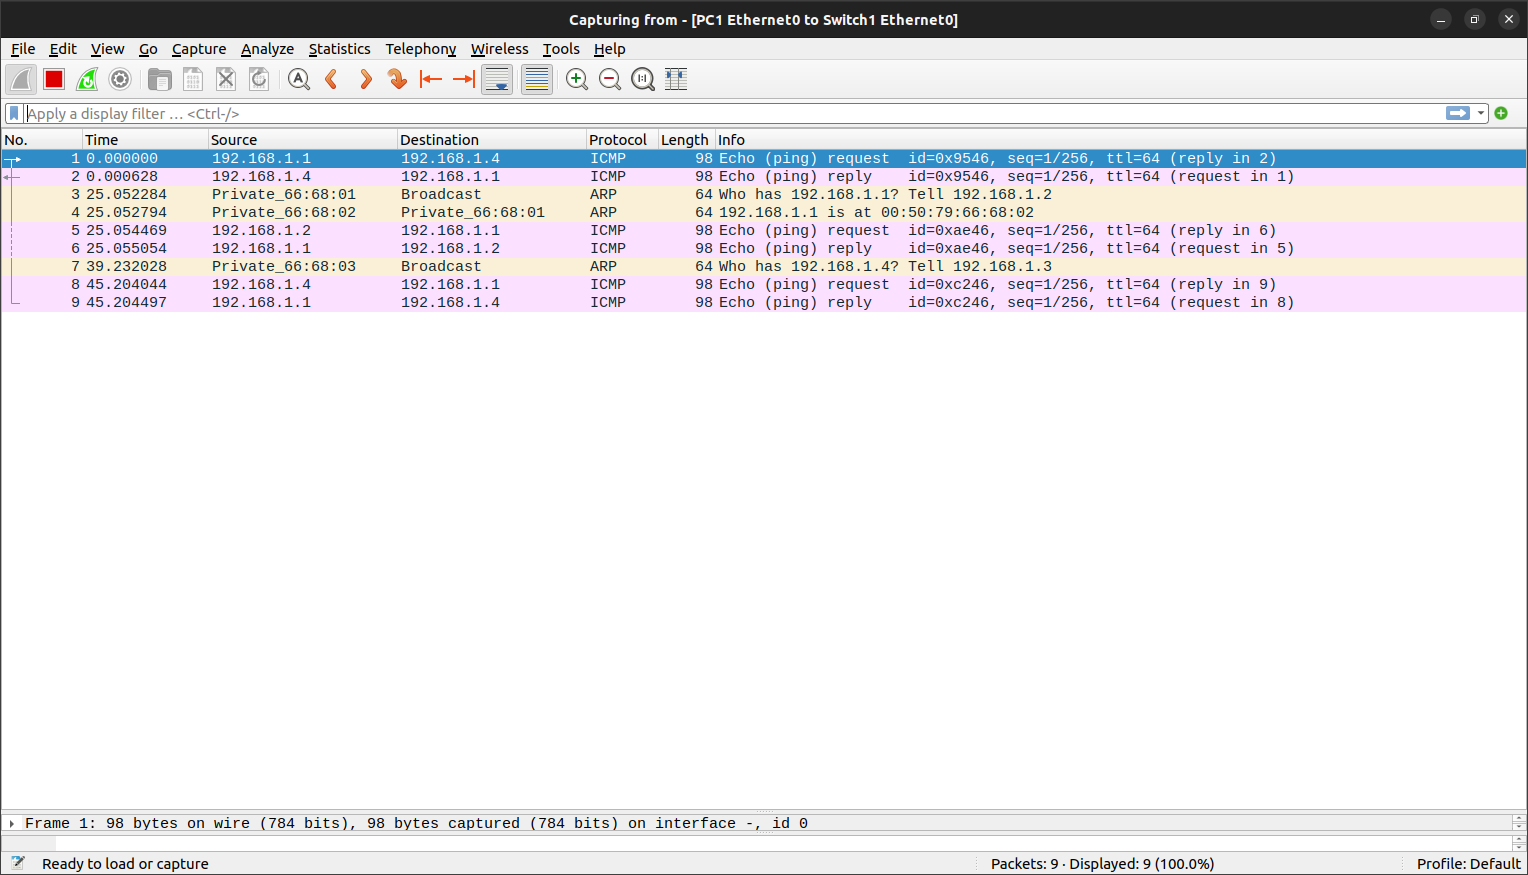 Capturing from - [PC1 Ethernet0 to Switch1 Ethernet0]
File Edit View Go Capture Analyze Statistics Telephony Wireless Tools Help
Apply a display filter … <Ctrl-/>
No. Time Source Destination Protocol Length Info
1 0.000000 192.168.1.1 192.168.1.4 ICMP 98 Echo (ping) request id=0x9546, seq=1/256, ttl=64 (reply in 2)
2 0.000628 192.168.1.4 192.168.1.1 ICMP 98 Echo (ping) reply id=0x9546, seq=1/256, ttl=64 (request in 1)
3 25.052284 Private_66:68:01 Broadcast ARP 64 Who has 192.168.1.1? Tell 192.168.1.2
4 25.052794 Private_66:68:02 Private_66:68:01 ARP 64 192.168.1.1 is at 00:50:79:66:68:02
5 25.054469 192.168.1.2 192.168.1.1 ICMP 98 Echo (ping) request id=0xae46, seq=1/256, ttl=64 (reply in 6)
6 25.055054 192.168.1.1 192.168.1.2 ICMP 98 Echo (ping) reply id=0xae46, seq=1/256, ttl=64 (request in 5)
7 39.232028 Private_66:68:03 Broadcast ARP 64 Who has 192.168.1.4? Tell 192.168.1.3
8 45.204044 192.168.1.4 192.168.1.1 ICMP 98 Echo (ping) request id=0xc246, seq=1/256, ttl=64 (reply in 9)
9 45.204497 192.168.1.1 192.168.1.4 ICMP 98 Echo (ping) reply id=0xc246, seq=1/256, ttl=64 (request in 8)
Frame 1: 98 bytes on wire (784 bits), 98 bytes captured (784 bits) on interface -, id 0
Ready to load or capture Packets: 9 · Displayed: 9 (100.0%) Profile: Default